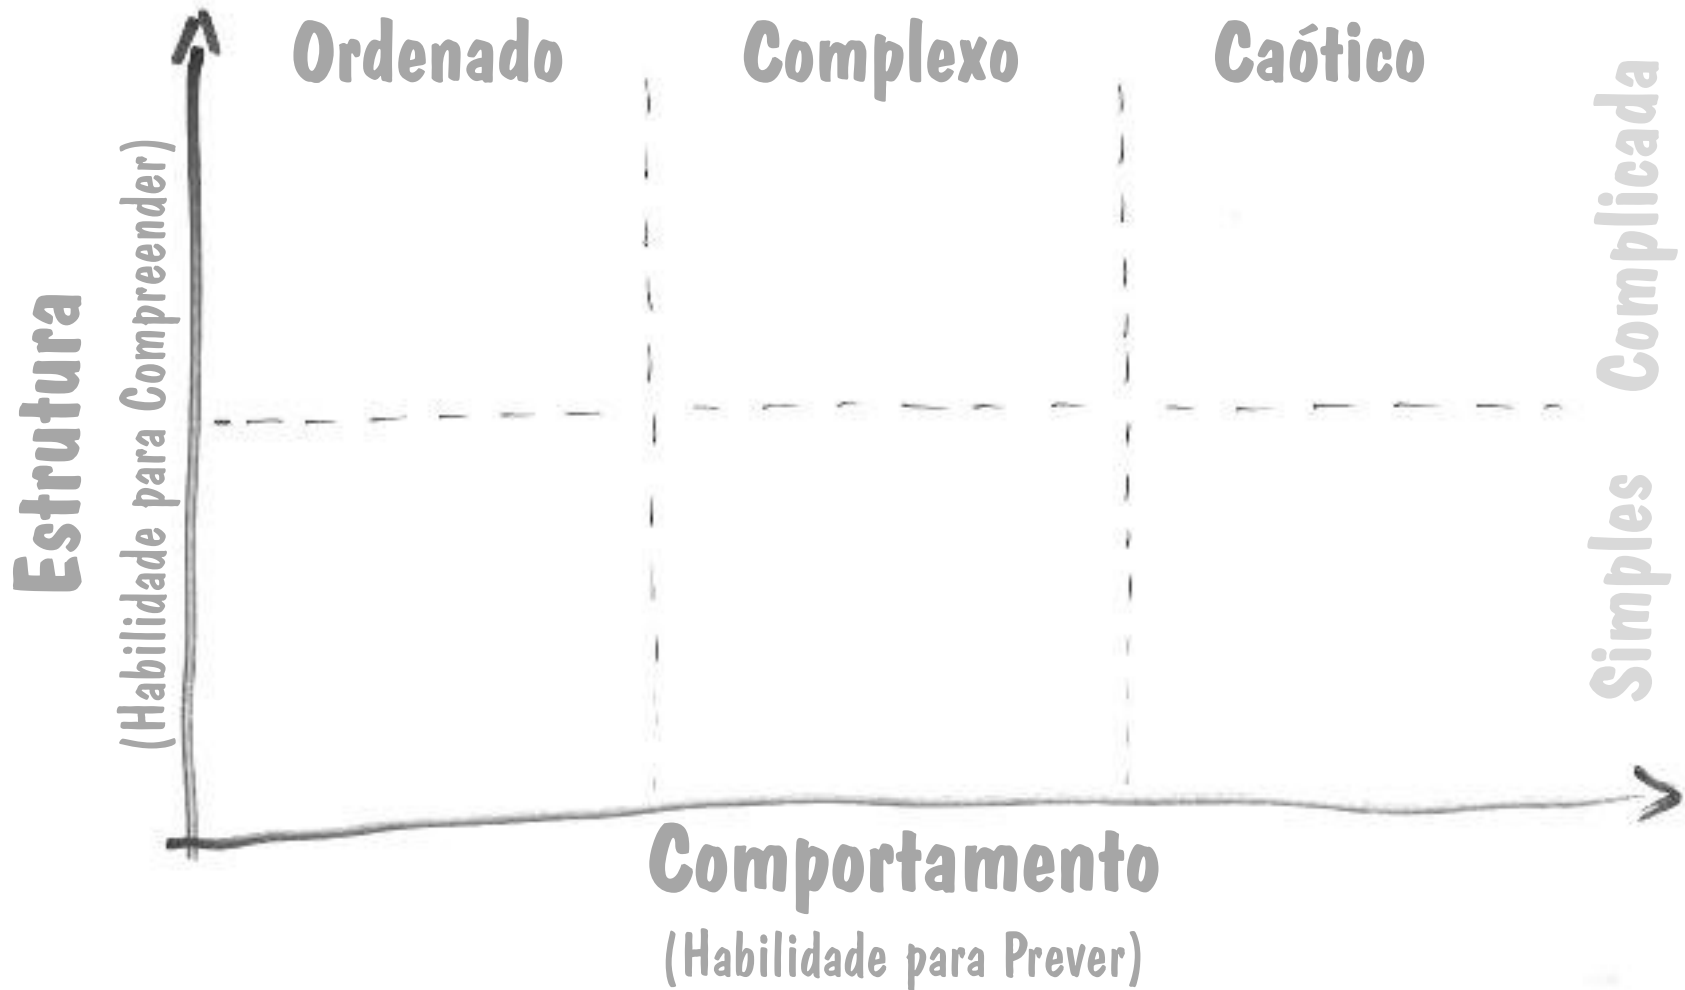 Ordenado
Complexo
Caótico
Estrutura
(Habilidade para Compreender)
Complicada
Simples
Comportamento
(Habilidade para Prever)